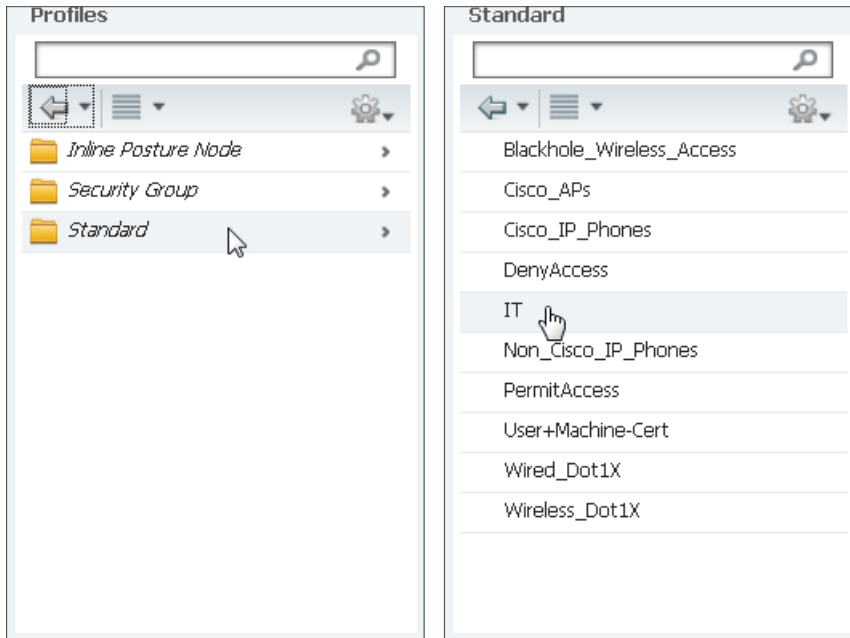 Profiles
Inline Posture Node
Security Group
Standard
Standard
Blackhole_Wireless_Access
Cisco_APs
Cisco_IP_Phones
DenyAccess
IT
Non_Cisco_IP_Phones
PermitAccess
User+Machine-Cert
Wired_Dot1X
Wireless_Dot1X